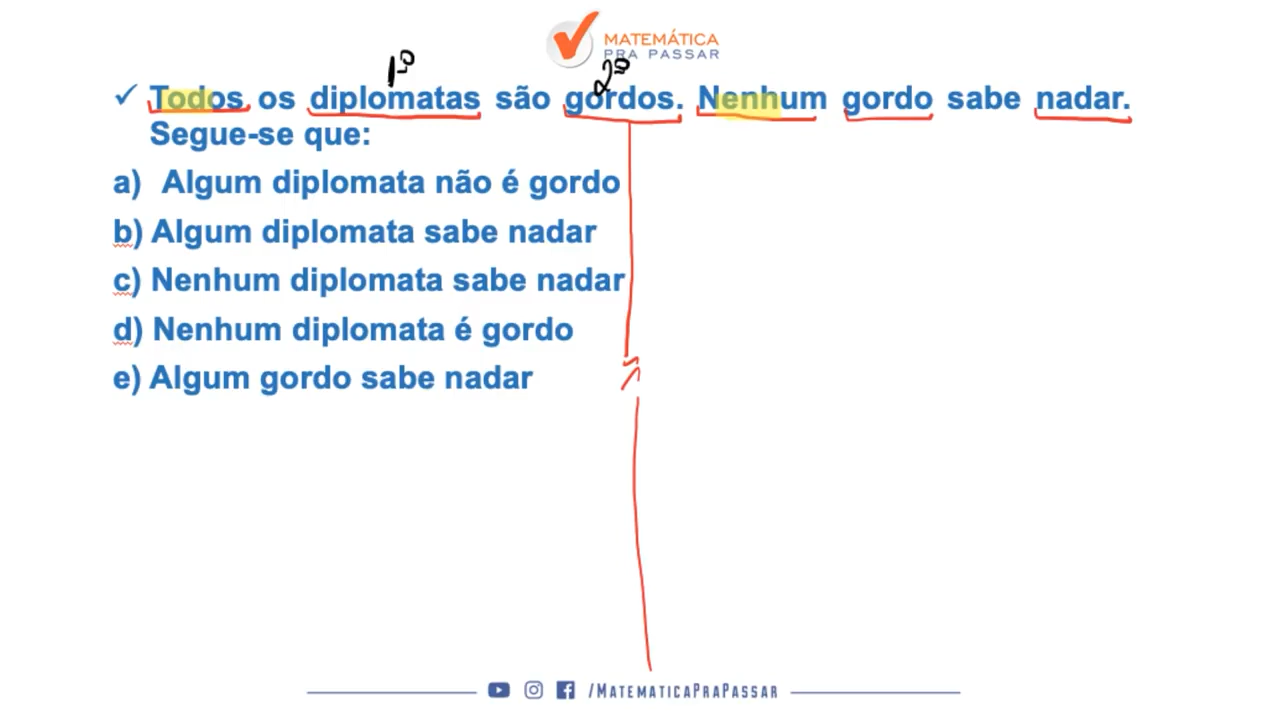 MATEMÁTICA
PRA PASSAR
1º 2º
✓ Todos os diplomatas são gordos. Nenhum gordo sabe nadar.
Segue-se que:
a) Algum diplomata não é gordo
b) Algum diplomata sabe nadar
c) Nenhum diplomata sabe nadar
d) Nenhum diplomata é gordo
e) Algum gordo sabe nadar
/MATEMATICAPRAPASSAR